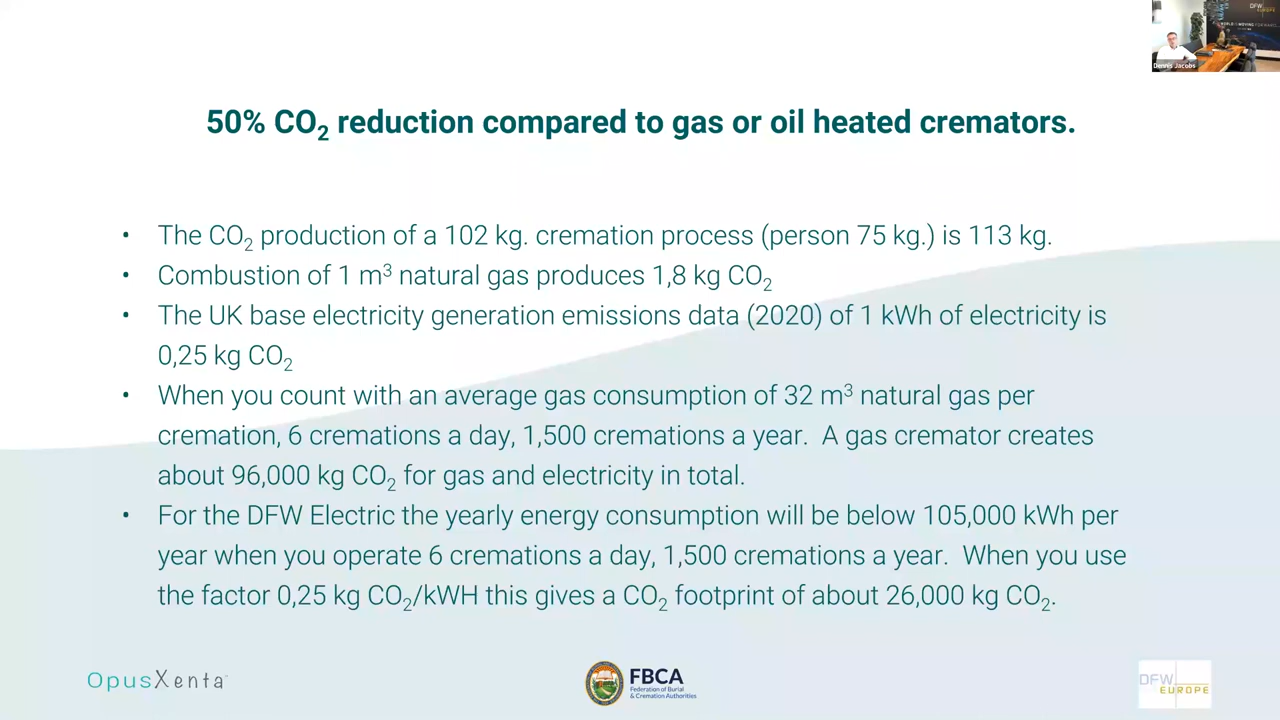 DFW
WORLD IS MOVING FORWARD
Dennis Jacobs
50% CO₂ reduction compared to gas or oil heated cremators.
• The CO₂ production of a 102 kg. cremation process (person 75 kg.) is 113 kg.
• Combustion of 1 m³ natural gas produces 1,8 kg CO₂
• The UK base electricity generation emissions data (2020) of 1 kWh of electricity is
0,25 kg CO₂
• When you count with an average gas consumption of 32 m³ natural gas per
cremation, 6 cremations a day, 1,500 cremations a year. A gas cremator creates
about 96,000 kg CO₂ for gas and electricity in total.
• For the DFW Electric the yearly energy consumption will be below 105,000 kWh per
year when you operate 6 cremations a day, 1,500 cremations a year. When you use
the factor 0,25 kg CO₂/kWH this gives a CO₂ footprint of about 26,000 kg CO₂.
OpusXenta
FBCA
Federation of Burial
& Cremation Authorities
DFW
EUROPE